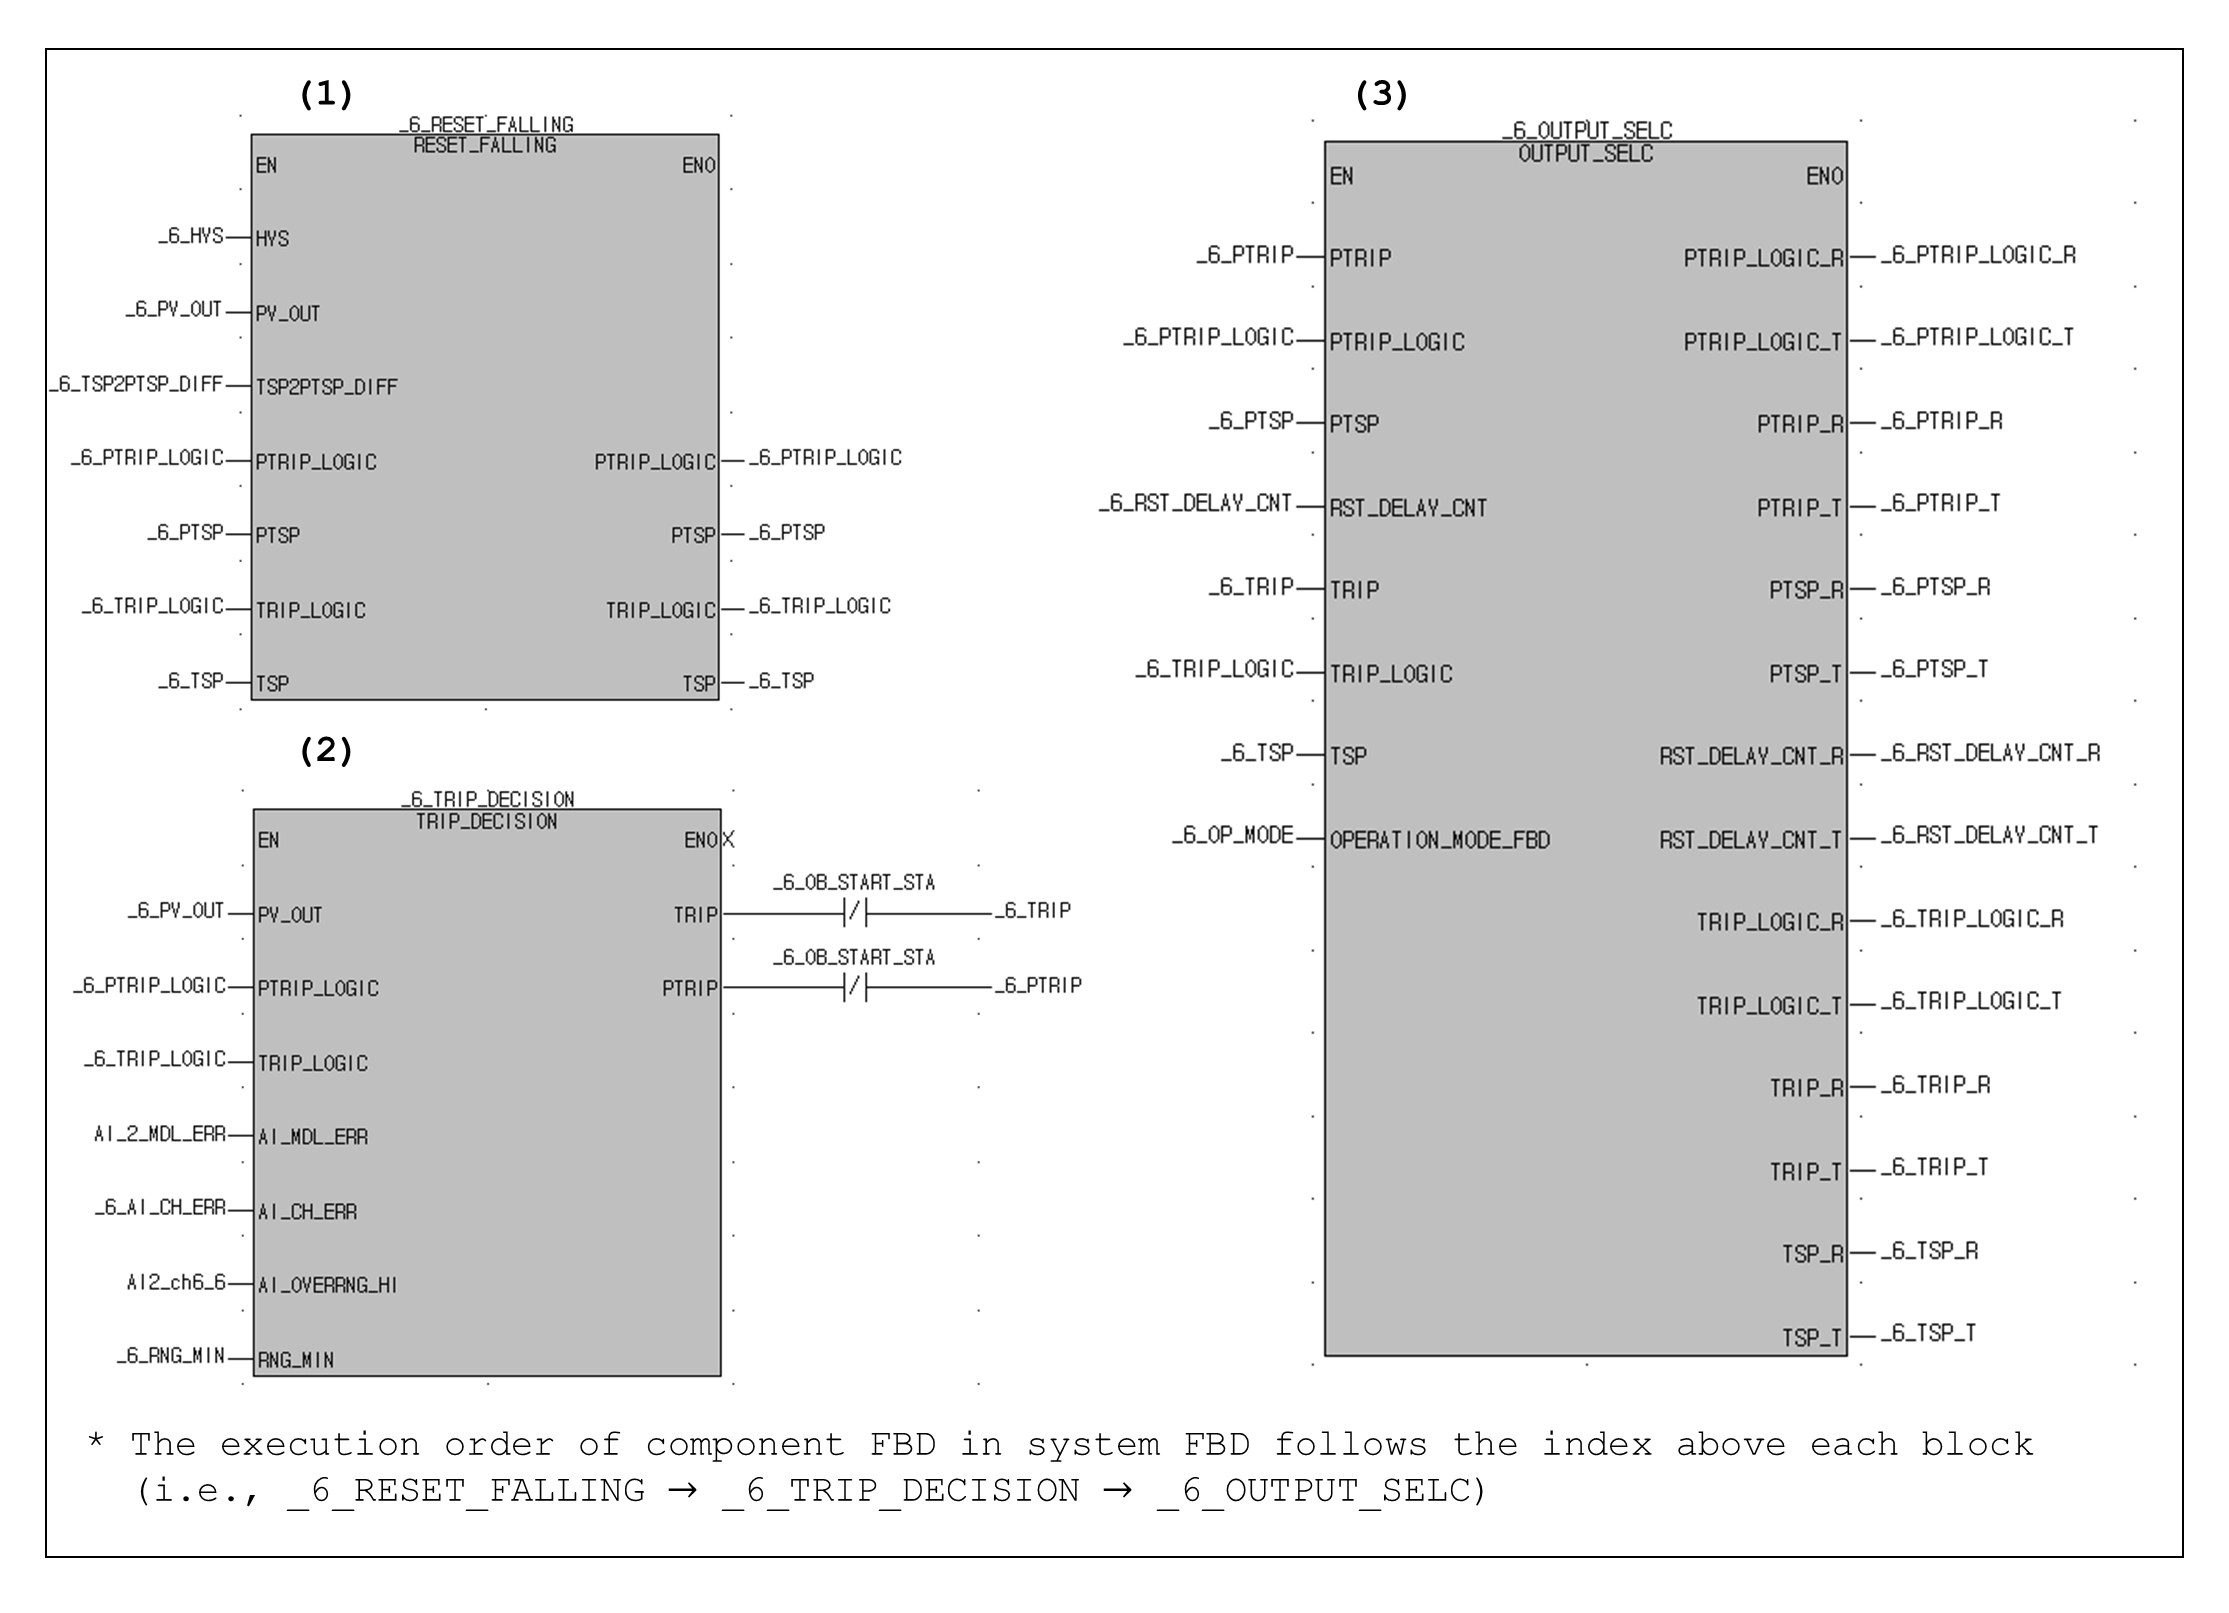 (1)
_6_RESET_FALLING
RESET_FALLING
EN ENO
_6_HYS HYS
_6_PV_OUT PV_OUT
_6_TSP2PTSP_DIFF TSP2PTSP_DIFF
_6_PTRIP_LOGIC PTRIP_LOGIC PTRIP_LOGIC _6_PTRIP_LOGIC
_6_PTSP PTSP PTSP _6_PTSP
_6_TRIP_LOGIC TRIP_LOGIC TRIP_LOGIC _6_TRIP_LOGIC
_6_TSP TSP TSP _6_TSP
(2)
_6_TRIP_DECISION
TRIP_DECISION
EN ENO X
_6_OB_START_STA
_6_PV_OUT PV_OUT TRIP _6_TRIP
_6_OB_START_STA
_6_PTRIP_LOGIC PTRIP_LOGIC PTRIP _6_PTRIP
_6_TRIP_LOGIC TRIP_LOGIC
AI_2_MDL_ERR AI_MDL_ERR
_6_AI_CH_ERR AI_CH_ERR
AI2_ch6_6 AI_OVERRNG_HI
_6_RNG_MIN RNG_MIN
(3)
_6_OUTPUT_SELC
OUTPUT_SELC
EN ENO
_6_PTRIP PTRIP PTRIP_LOGIC_R _6_PTRIP_LOGIC_R
_6_PTRIP_LOGIC PTRIP_LOGIC PTRIP_LOGIC_T _6_PTRIP_LOGIC_T
_6_PTSP PTSP PTRIP_R _6_PTRIP_R
_6_RST_DELAY_CNT RST_DELAY_CNT PTRIP_T _6_PTRIP_T
_6_TRIP TRIP PTSP_R _6_PTSP_R
_6_TRIP_LOGIC TRIP_LOGIC PTSP_T _6_PTSP_T
_6_TSP TSP RST_DELAY_CNT_R _6_RST_DELAY_CNT_R
_6_OP_MODE OPERATION_MODE_FBD RST_DELAY_CNT_T _6_RST_DELAY_CNT_T
TRIP_LOGIC_R _6_TRIP_LOGIC_R
TRIP_LOGIC_T _6_TRIP_LOGIC_T
TRIP_R _6_TRIP_R
TRIP_T _6_TRIP_T
TSP_R _6_TSP_R
TSP_T _6_TSP_T
* The execution order of component FBD in system FBD follows the index above each block
(i.e., _6_RESET_FALLING → _6_TRIP_DECISION → _6_OUTPUT_SELC)